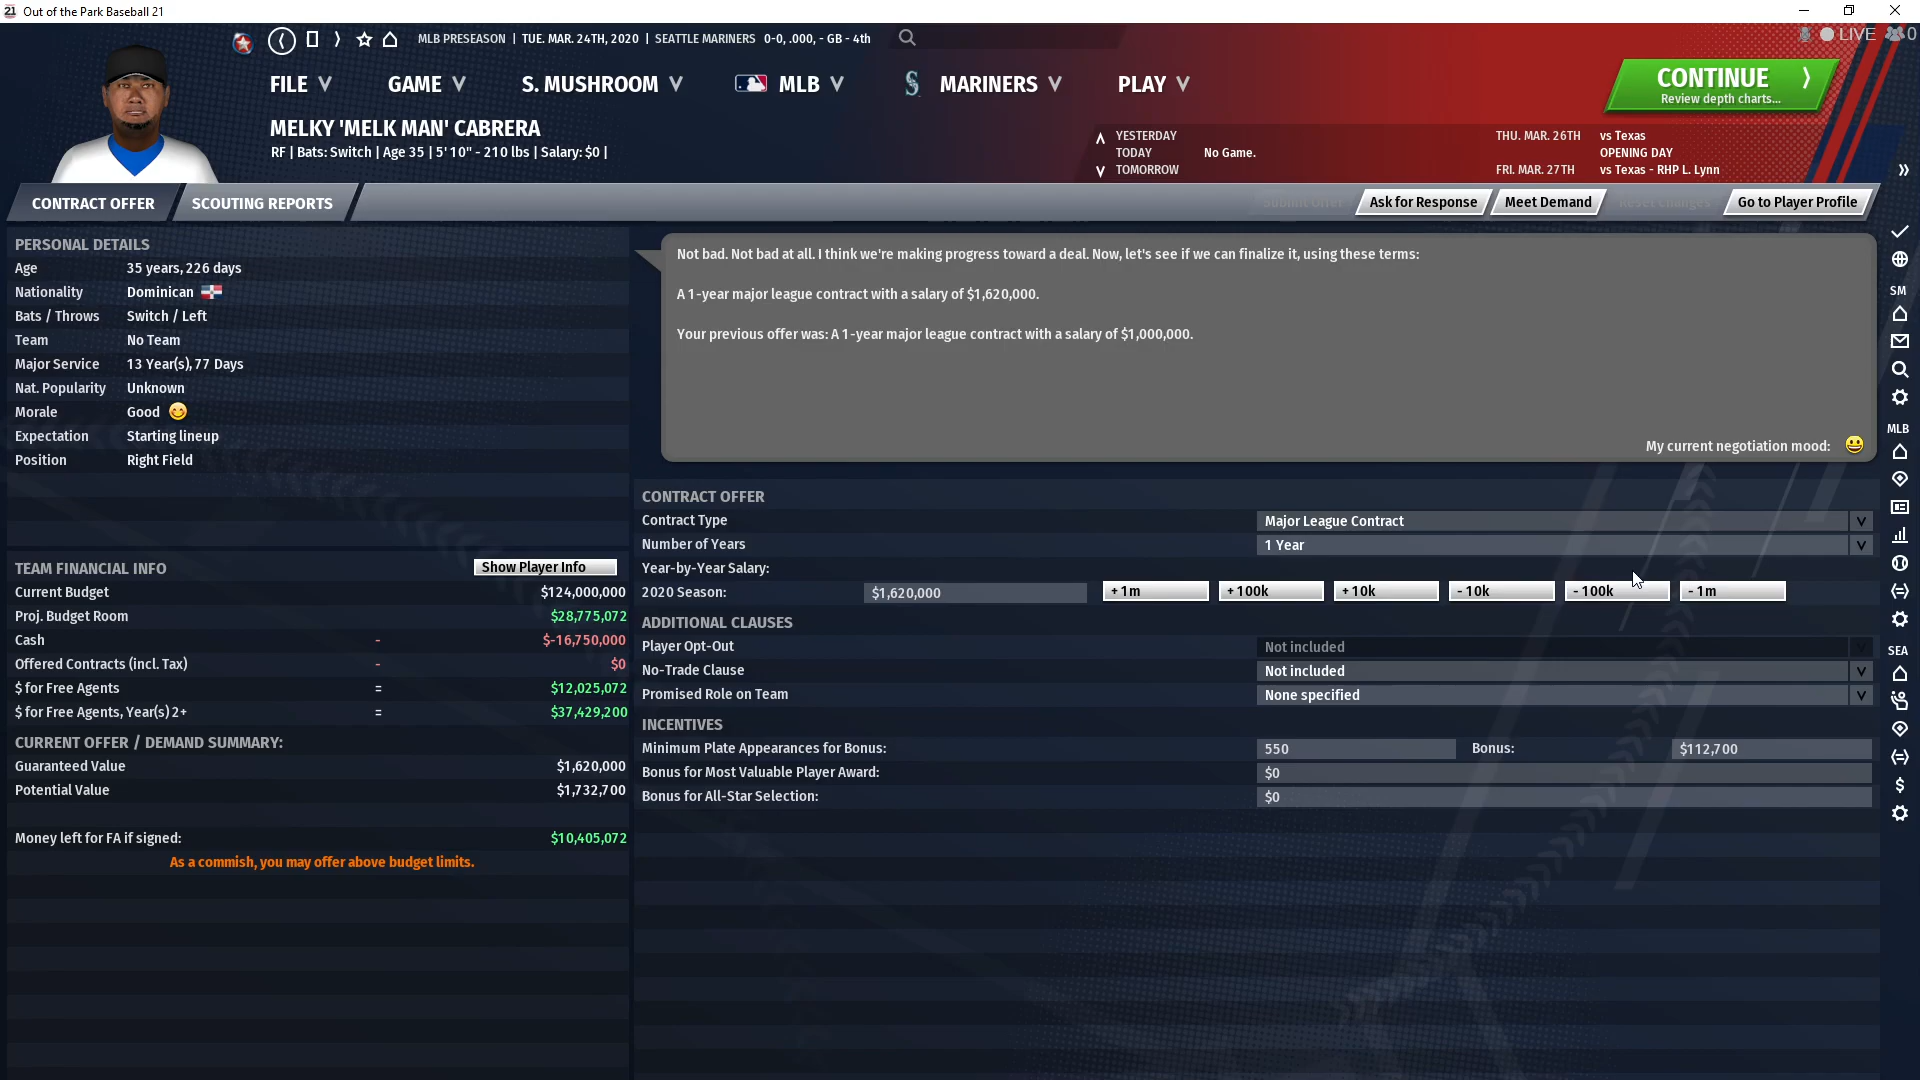 Out of the Park Baseball 21
MLB PRESEASON | TUE. MAR. 24TH, 2020 | SEATTLE MARINERS 0-0, .000, - GB - 4th
LIVE 0
FILE GAME S. MUSHROOM MLB MARINERS PLAY
CONTINUE
Review depth charts...
MELKY 'MELK MAN' CABRERA
RF | Bats: Switch | Age 35 | 5' 10" - 210 lbs | Salary: $0 |
YESTERDAY
TODAY No Game.
TOMORROW
THU. MAR. 26TH vs Texas
OPENING DAY
FRI. MAR. 27TH vs Texas - RHP L. Lynn
CONTRACT OFFER SCOUTING REPORTS
Submit Offer Ask for Response Meet Demand Reset Changes Go to Player Profile
PERSONAL DETAILS
Age 35 years, 226 days
Nationality Dominican
Bats / Throws Switch / Left
Team No Team
Major Service 13 Year(s), 77 Days
Nat. Popularity Unknown
Morale Good
Expectation Starting lineup
Position Right Field
Not bad. Not bad at all. I think we're making progress toward a deal. Now, let's see if we can finalize it, using these terms:
A 1-year major league contract with a salary of $1,620,000.
Your previous offer was: A 1-year major league contract with a salary of $1,000,000.
My current negotiation mood:
TEAM FINANCIAL INFO Show Player Info
Current Budget $124,000,000
Proj. Budget Room $28,775,072
Cash - $-16,750,000
Offered Contracts (incl. Tax) - $0
$ for Free Agents = $12,025,072
$ for Free Agents, Year(s) 2+ = $37,429,200
CURRENT OFFER / DEMAND SUMMARY:
Guaranteed Value $1,620,000
Potential Value $1,732,700
Money left for FA if signed: $10,405,072
As a commish, you may offer above budget limits.
CONTRACT OFFER
Contract Type Major League Contract
Number of Years 1 Year
Year-by-Year Salary:
2020 Season: $1,620,000 + 1m + 100k + 10k - 10k - 100k - 1m
ADDITIONAL CLAUSES
Player Opt-Out Not included
No-Trade Clause Not included
Promised Role on Team None specified
INCENTIVES
Minimum Plate Appearances for Bonus: 550 Bonus: $112,700
Bonus for Most Valuable Player Award: $0
Bonus for All-Star Selection: $0
SM
MLB
SEA